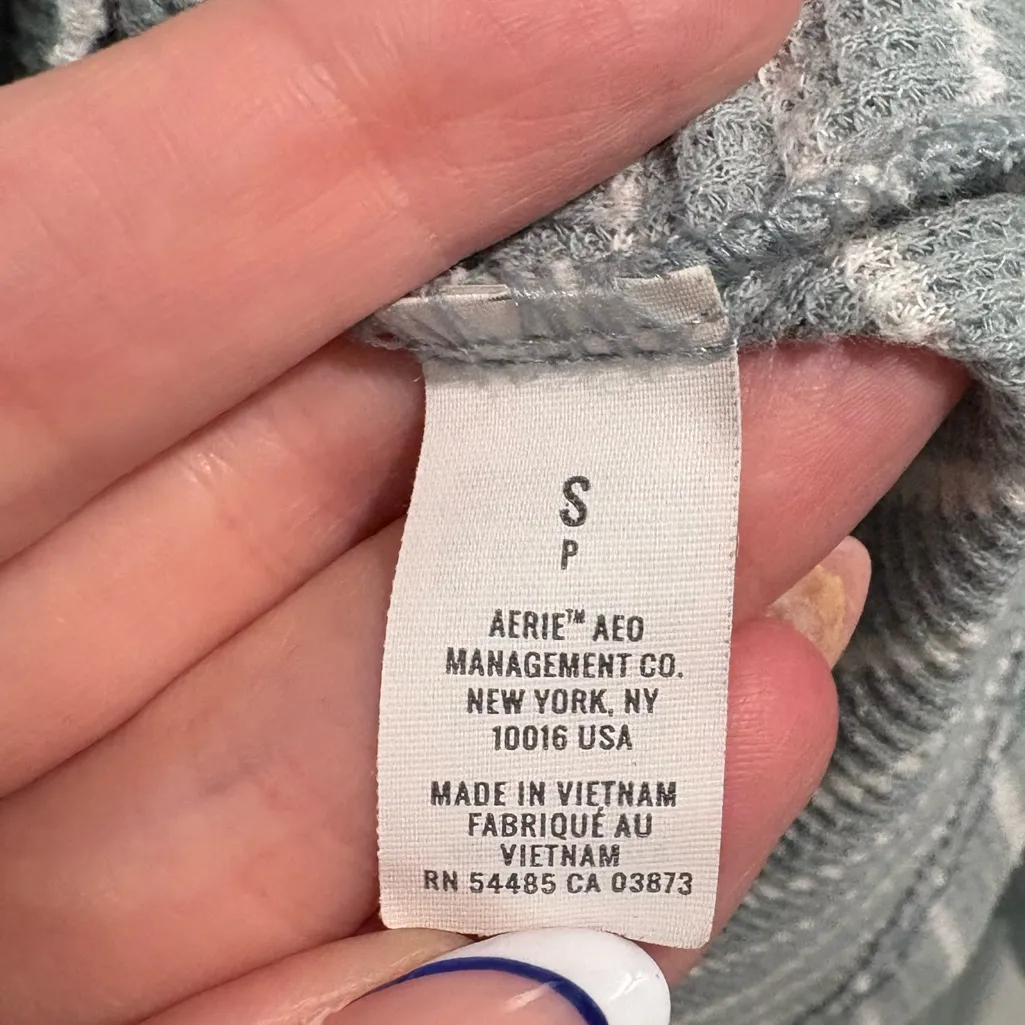 S
P
AERIE™ AEO
MANAGEMENT CO.
NEW YORK, NY
10016 USA
MADE IN VIETNAM
FABRIQUÉ AU
VIETNAM
RN 54485 CA 03873